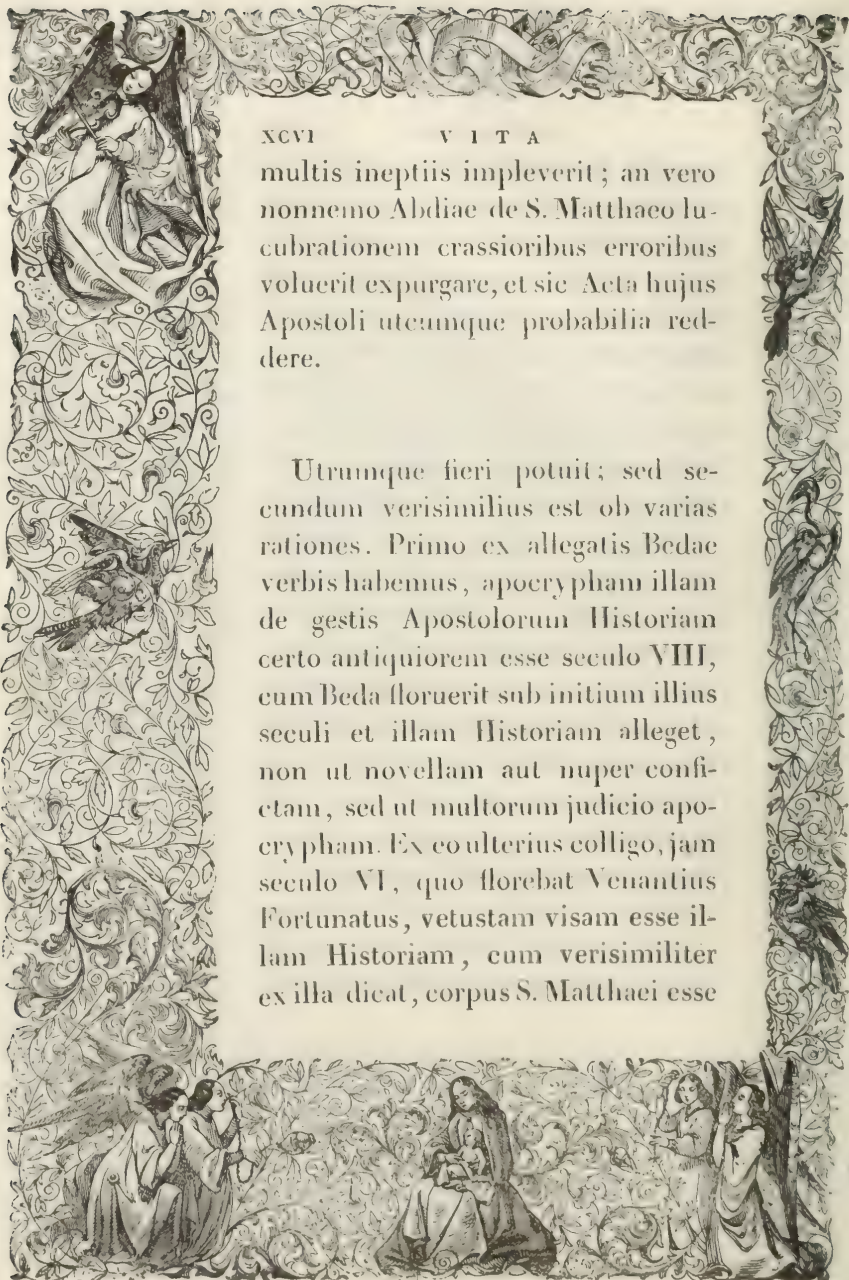 XCVI VITA
multis ineptiis impleverit ; an vero
nonnemo Abdiae de S. Matthaeo lu-
cubrationem crassioribus erroribus
voluerit expurgare, et sic Acta hujus
Apostoli utcumque probabilia red-
dere.
Utrumque fieri potuit ; sed se-
cundum verisimilius est ob varias
rationes. Primo ex allegatis Bedae
verbis habemus, apocrypham illam
de gestis Apostolorum Historiam
certo antiquiorem esse seculo VIII,
cum Beda floruerit sub initium illius
seculi et illam Historiam alleget,
non ut novellam aut nuper confi-
ctam, sed ut multorum judicio apo-
crypham. Ex eo ulterius colligo, jam
seculo VI, quo florebat Venantius
Fortunatus, vetustam visam esse il-
lam Historiam, cum verisimiliter
ex illa dicat, corpus S. Matthaei esse